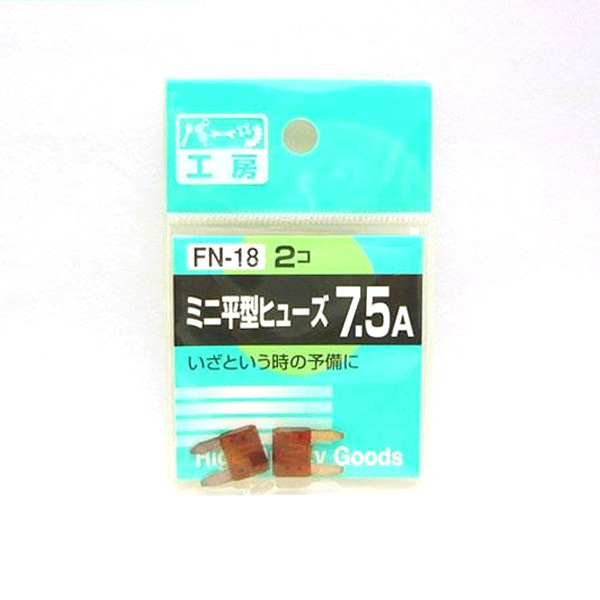 パーツ
工房
FN-18 2コ
ミニ平型ヒューズ 7.5A
いざという時の予備に
Goods